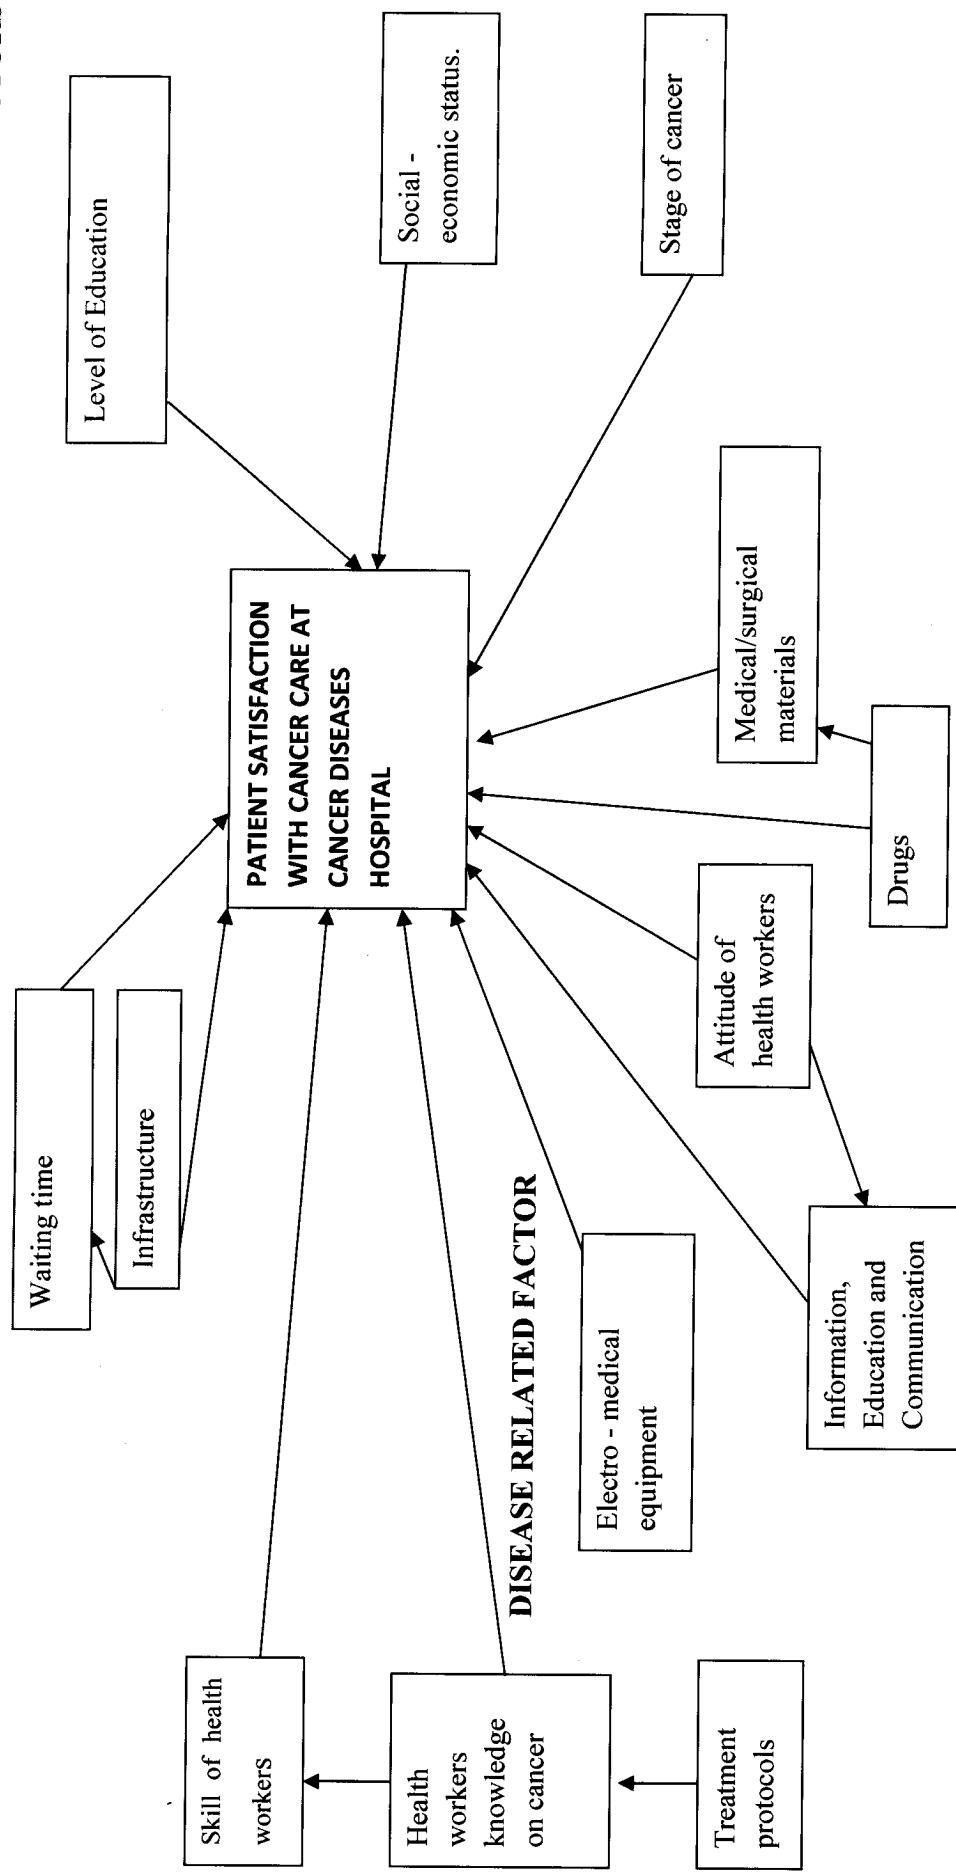 Waiting time
Infrastructure
Level of Education
Skill of health
workers
PATIENT SATISFACTION
WITH CANCER CARE AT
CANCER DISEASES
HOSPITAL
Social -
economic status.
Health
workers
knowledge
on cancer
DISEASE RELATED FACTOR
Electro - medical
equipment
Stage of cancer
Treatment
protocols
Attitude of
health workers
Medical/surgical
materials
Information,
Education and
Communication
Drugs